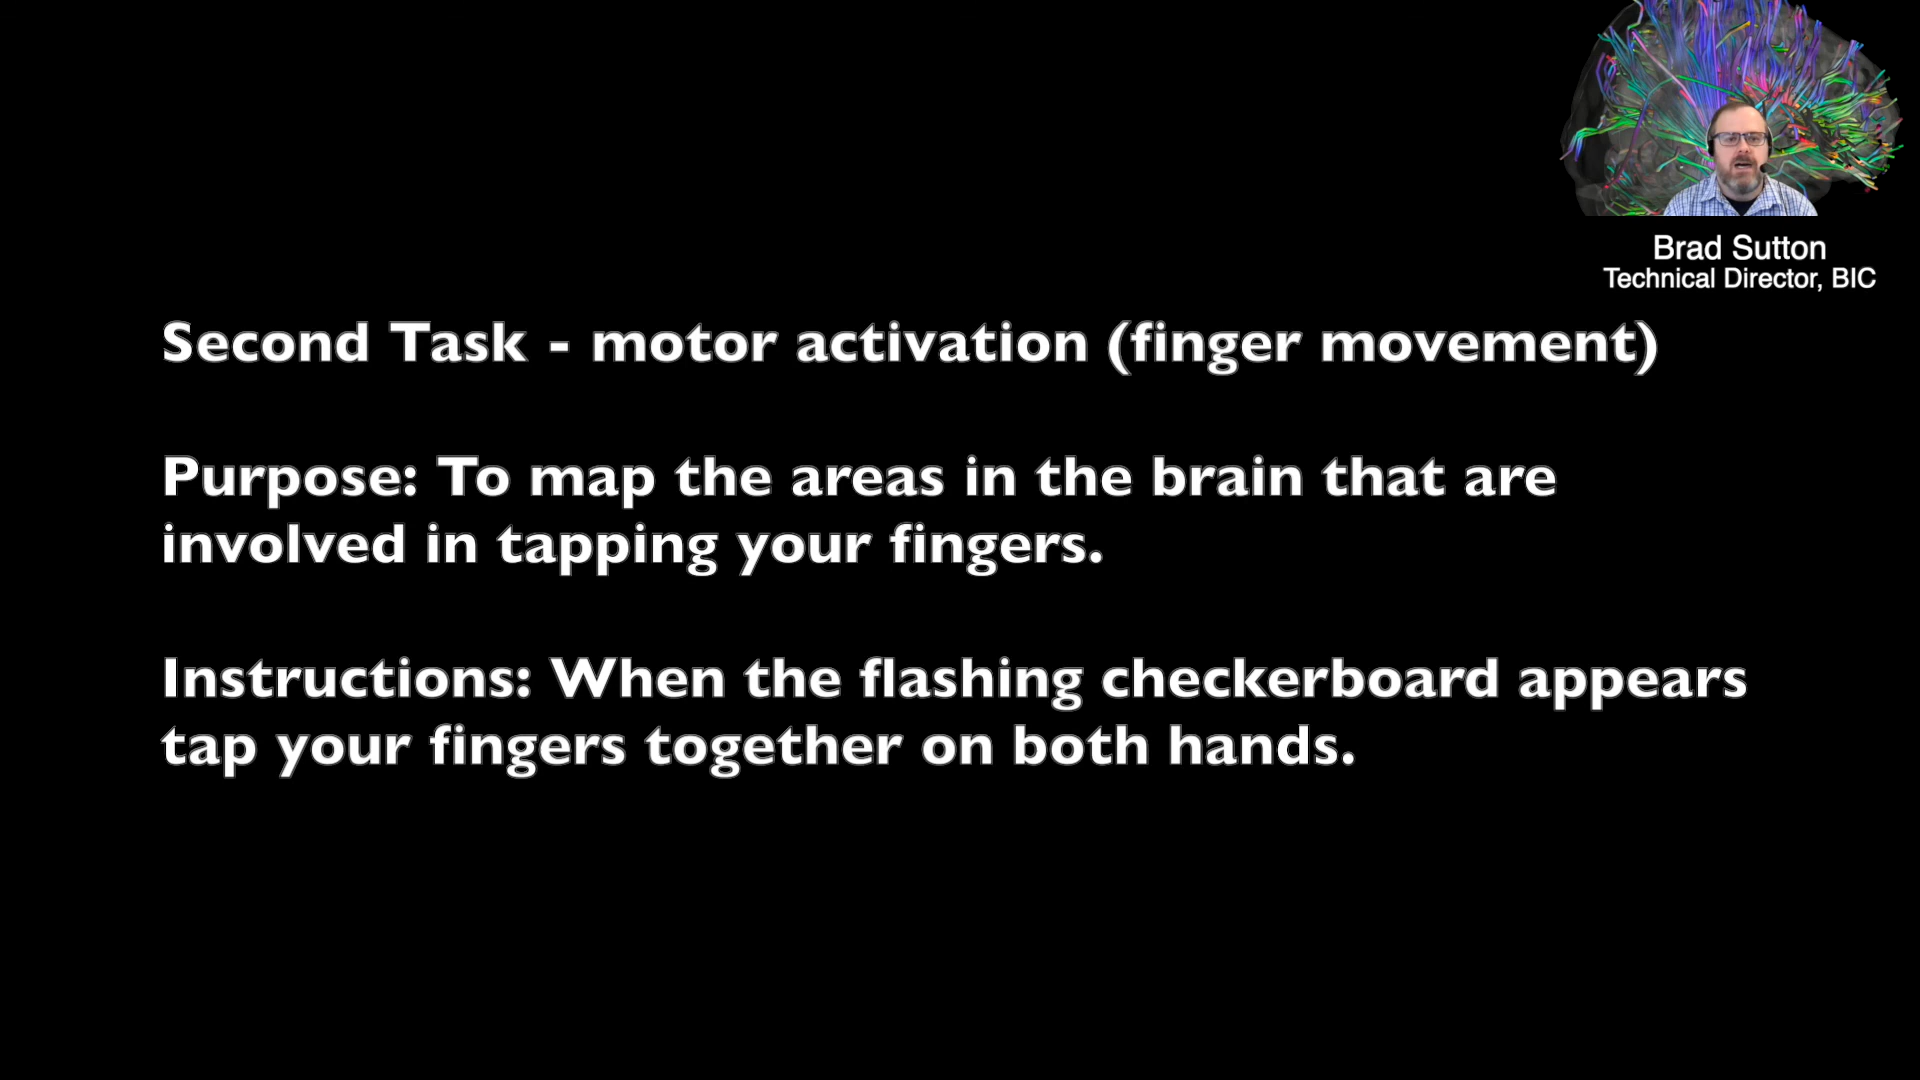 Brad Sutton
Technical Director, BIC
Second Task - motor activation (finger movement)
Purpose: To map the areas in the brain that are
involved in tapping your fingers.
Instructions: When the flashing checkerboard appears
tap your fingers together on both hands.